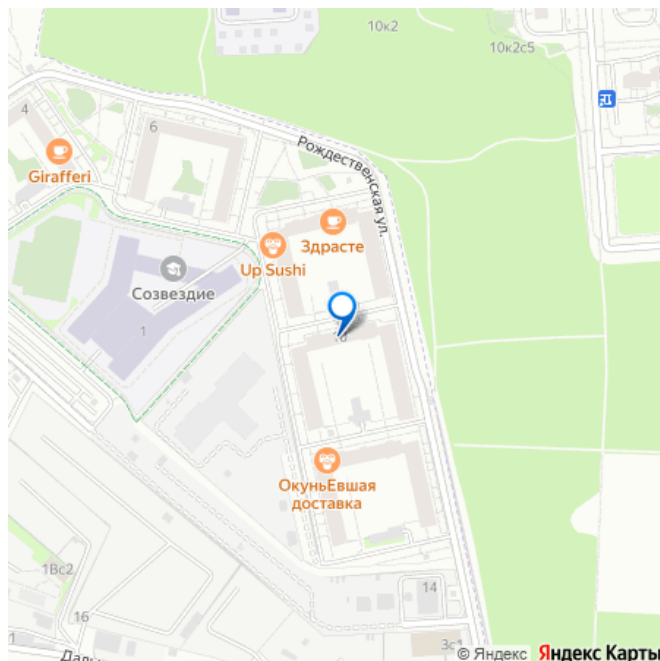 10к2
10к2с5
4
6
Рождественская ул.
Girafferi
Здрасте
Up Sushi
Созвездие
1
ОкуньЕвшая
доставка
1Вс2
14
16
3с1
© Яндекс Яндекс Карты